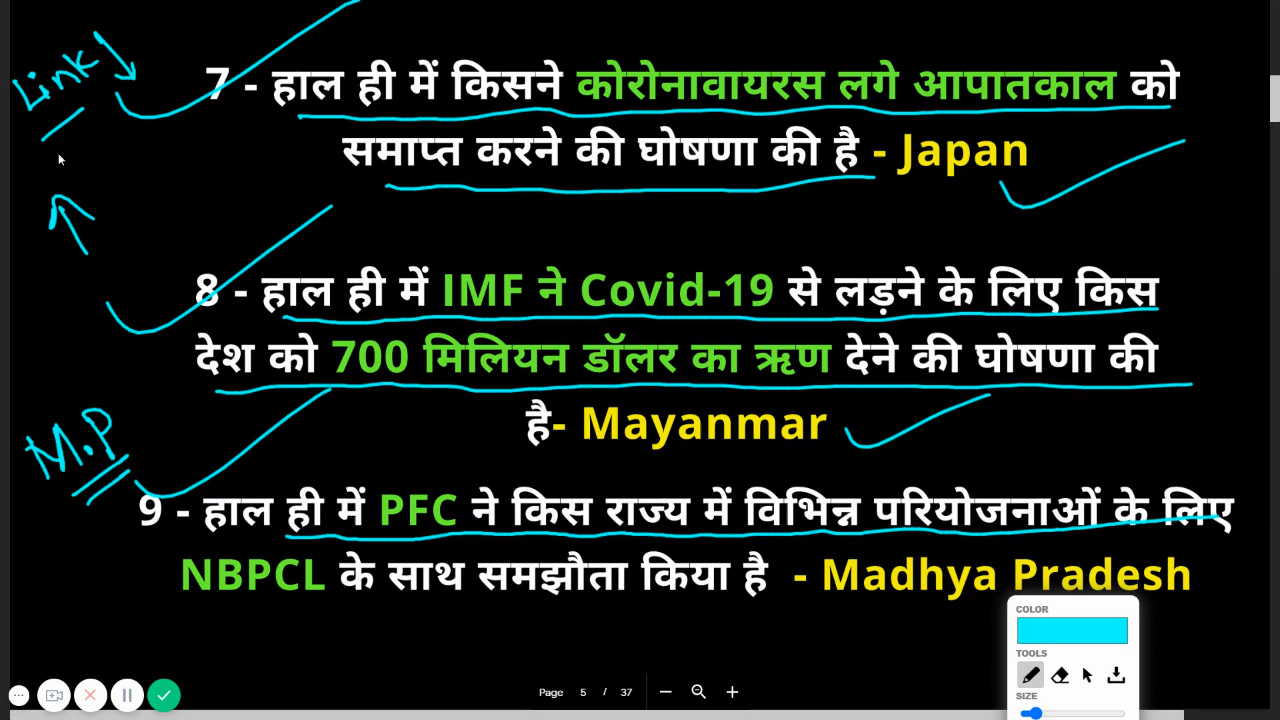 Link
7 - हाल ही में किसने कोरोनावायरस लगे आपातकाल को
समाप्त करने की घोषणा की है - Japan
8 - हाल ही में IMF ने Covid-19 से लड़ने के लिए किस
देश को 700 मिलियन डॉलर का ऋण देने की घोषणा की
है- Mayanmar
M.P
9 - हाल ही में PFC ने किस राज्य में विभिन्न परियोजनाओं के लिए
NBPCL के साथ समझौता किया है - Madhya Pradesh
COLOR
TOOLS
SIZE
Page 5 / 37